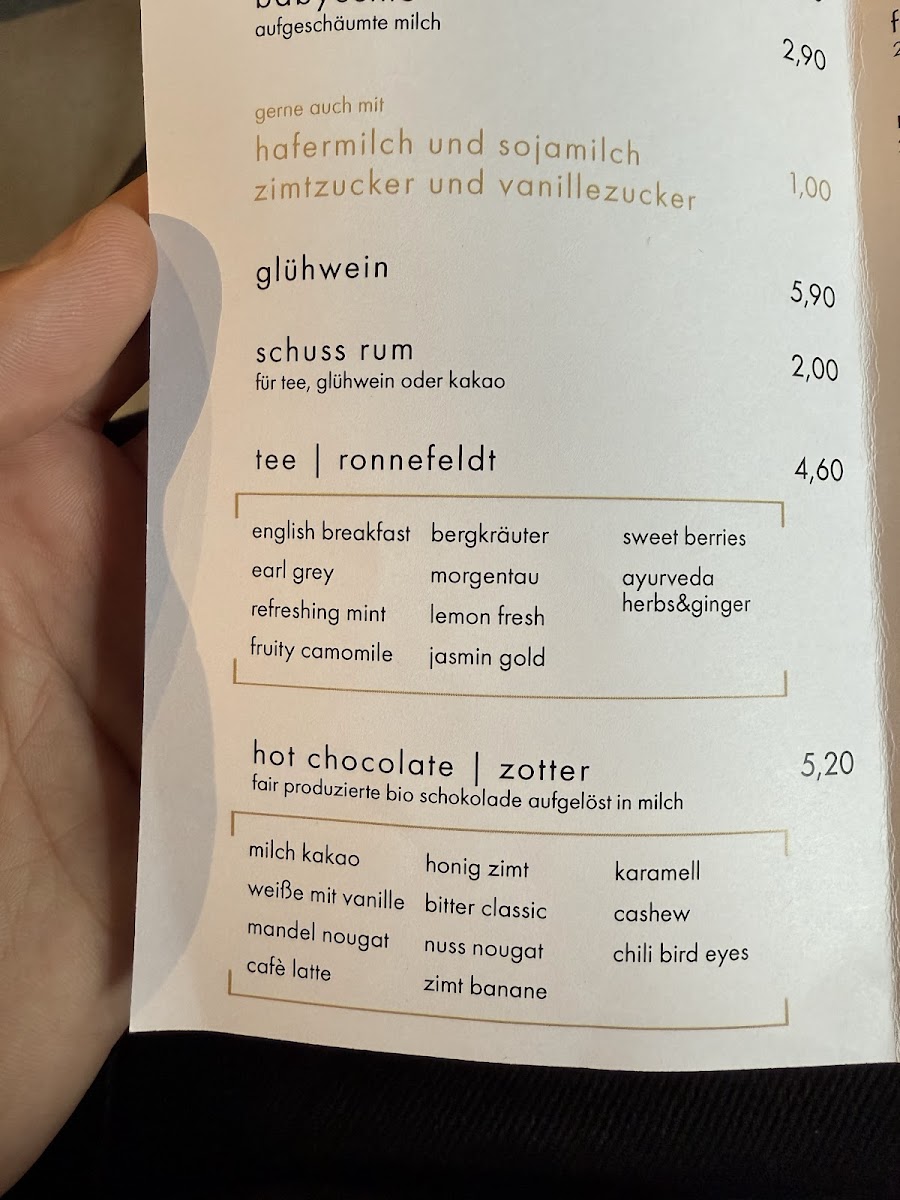 aufgeschäumte milch
2,90
gerne auch mit
hafermilch und sojamilch
zimtzucker und vanillezucker 1,00
glühwein
5,90
schuss rum
für tee, glühwein oder kakao 2,00
tee | ronnefeldt 4,60
english breakfast bergkräuter sweet berries
earl grey morgentau ayurveda
herbs&ginger
refreshing mint lemon fresh
fruity camomile jasmin gold
hot chocolate | zotter 5,20
fair produzierte bio schokolade aufgelöst in milch
milch kakao honig zimt karamell
weiße mit vanille bitter classic cashew
mandel nougat nuss nougat chili bird eyes
cafè latte zimt banane